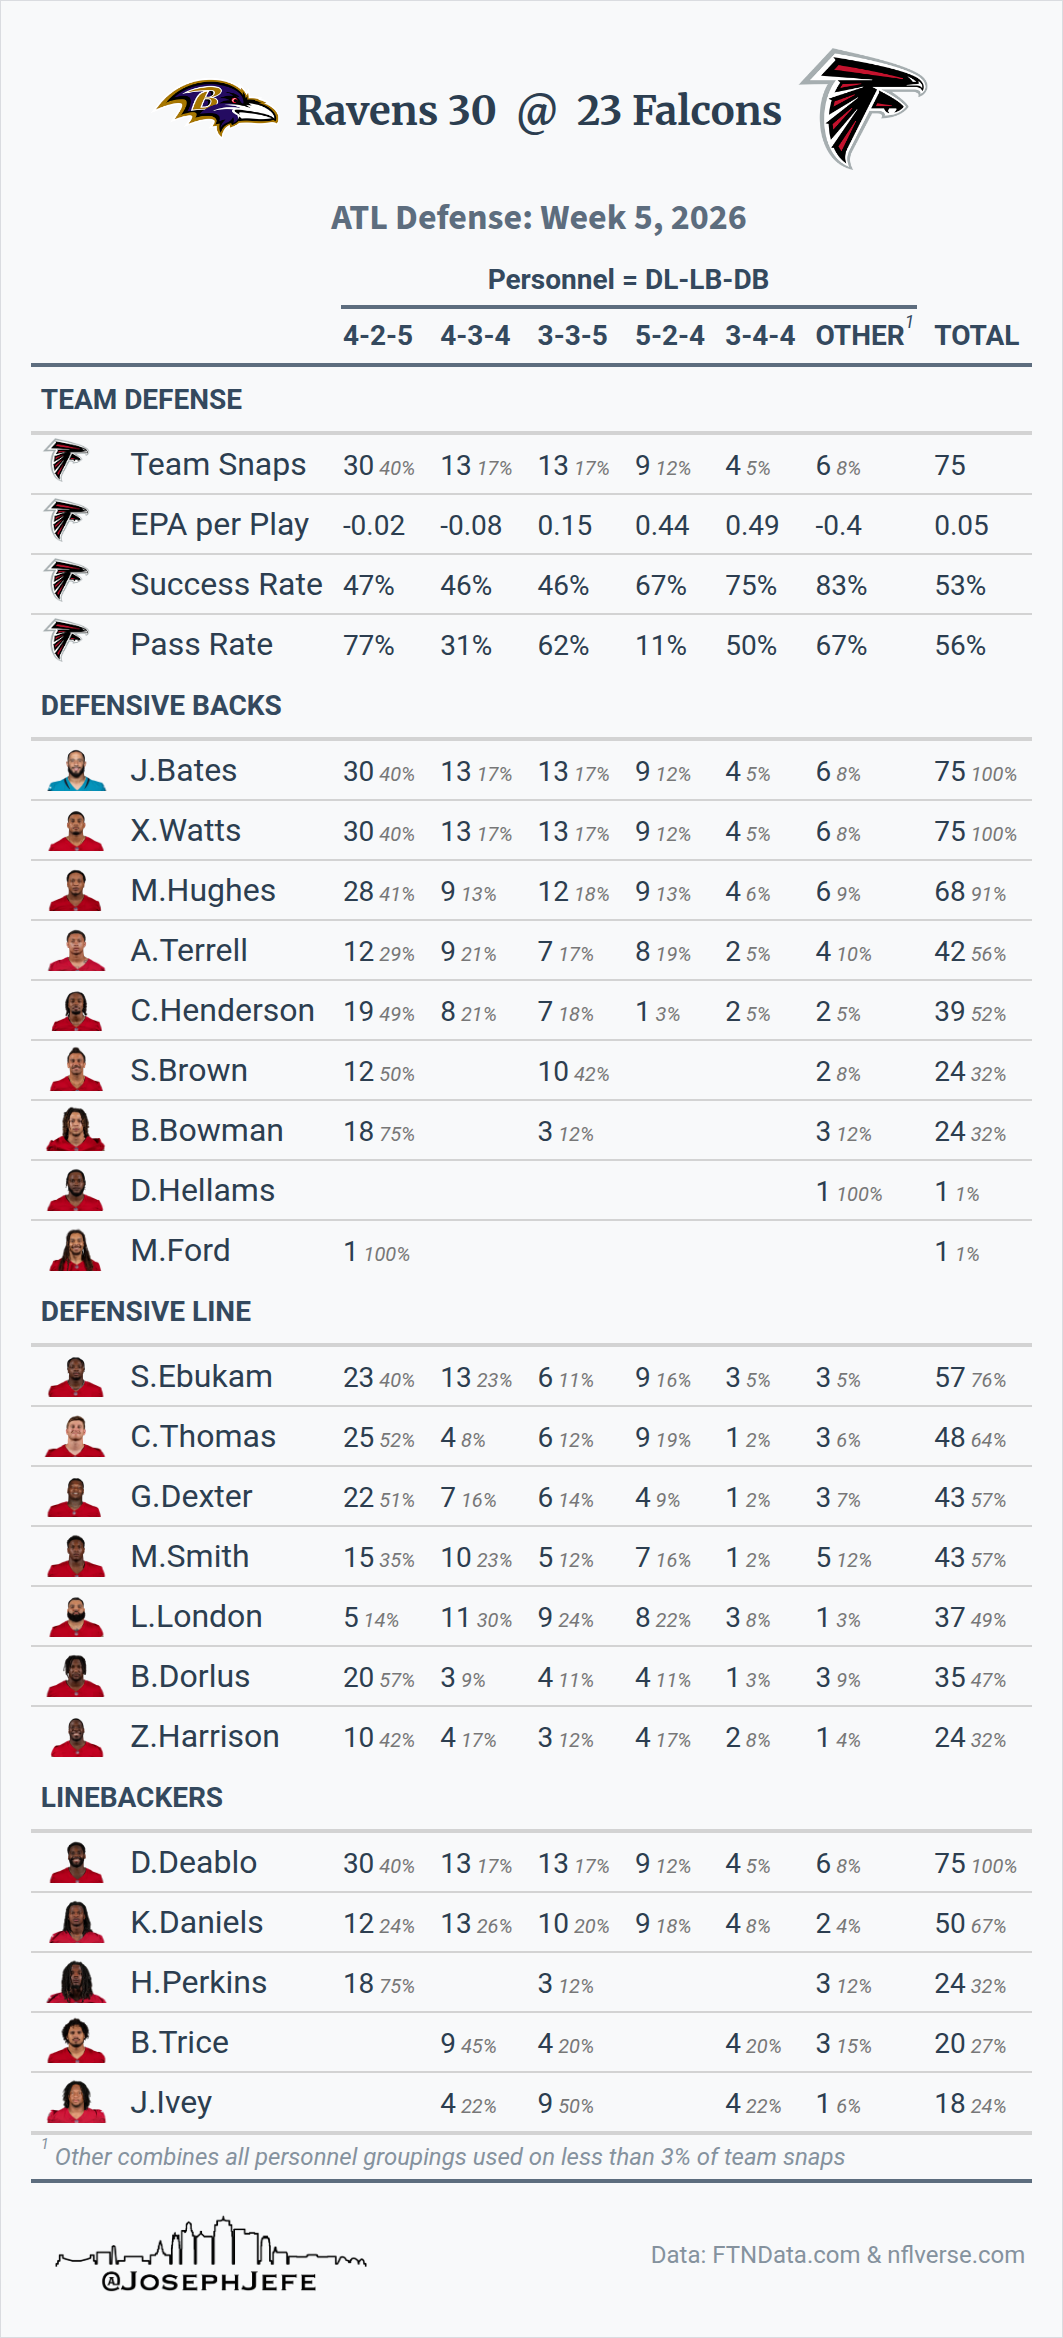 Ravens 30 @ 23 Falcons
ATL Defense: Week 5, 2026
Personnel = DL-LB-DB
4-2-5 4-3-4 3-3-5 5-2-4 3-4-4 OTHER1 TOTAL
TEAM DEFENSE
Team Snaps 30 40% 13 17% 13 17% 9 12% 4 5% 6 8% 75
EPA per Play -0.02 -0.08 0.15 0.44 0.49 -0.4 0.05
Success Rate 47% 46% 46% 67% 75% 83% 53%
Pass Rate 77% 31% 62% 11% 50% 67% 56%
DEFENSIVE BACKS
J.Bates 30 40% 13 17% 13 17% 9 12% 4 5% 6 8% 75 100%
X.Watts 30 40% 13 17% 13 17% 9 12% 4 5% 6 8% 75 100%
M.Hughes 28 41% 9 13% 12 18% 9 13% 4 6% 6 9% 68 91%
A.Terrell 12 29% 9 21% 7 17% 8 19% 2 5% 4 10% 42 56%
C.Henderson 19 49% 8 21% 7 18% 1 3% 2 5% 2 5% 39 52%
S.Brown 12 50% 10 42% 2 8% 24 32%
B.Bowman 18 75% 3 12% 3 12% 24 32%
D.Hellams 1 100% 1 1%
M.Ford 1 100% 1 1%
DEFENSIVE LINE
S.Ebukam 23 40% 13 23% 6 11% 9 16% 3 5% 3 5% 57 76%
C.Thomas 25 52% 4 8% 6 12% 9 19% 1 2% 3 6% 48 64%
G.Dexter 22 51% 7 16% 6 14% 4 9% 1 2% 3 7% 43 57%
M.Smith 15 35% 10 23% 5 12% 7 16% 1 2% 5 12% 43 57%
L.London 5 14% 11 30% 9 24% 8 22% 3 8% 1 3% 37 49%
B.Dorlus 20 57% 3 9% 4 11% 4 11% 1 3% 3 9% 35 47%
Z.Harrison 10 42% 4 17% 3 12% 4 17% 2 8% 1 4% 24 32%
LINEBACKERS
D.Deablo 30 40% 13 17% 13 17% 9 12% 4 5% 6 8% 75 100%
K.Daniels 12 24% 13 26% 10 20% 9 18% 4 8% 2 4% 50 67%
H.Perkins 18 75% 3 12% 3 12% 24 32%
B.Trice 9 45% 4 20% 4 20% 3 15% 20 27%
J.Ivey 4 22% 9 50% 4 22% 1 6% 18 24%
1 Other combines all personnel groupings used on less than 3% of team snaps
@JOSEPHJEFE
Data: FTNData.com & nflverse.com